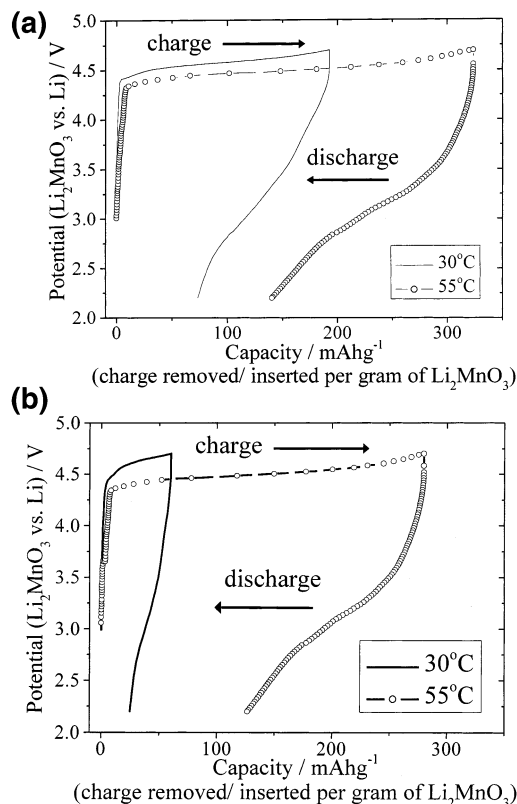 (a)
5.0
charge
4.5
4.0
3.5
discharge
3.0
30°C
2.5
55°C
2.0
0 100 200 300
Potential (Li₂MnO₃ vs. Li) / V
Capacity / mAhg⁻¹
(charge removed/ inserted per gram of Li₂MnO₃)
(b)
5.0
charge
4.5
4.0
3.5
discharge
3.0
30°C
2.5
55°C
2.0
0 100 200 300
Potential (Li₂MnO₃ vs. Li) / V
Capacity / mAhg⁻¹
(charge removed/ inserted per gram of Li₂MnO₃)